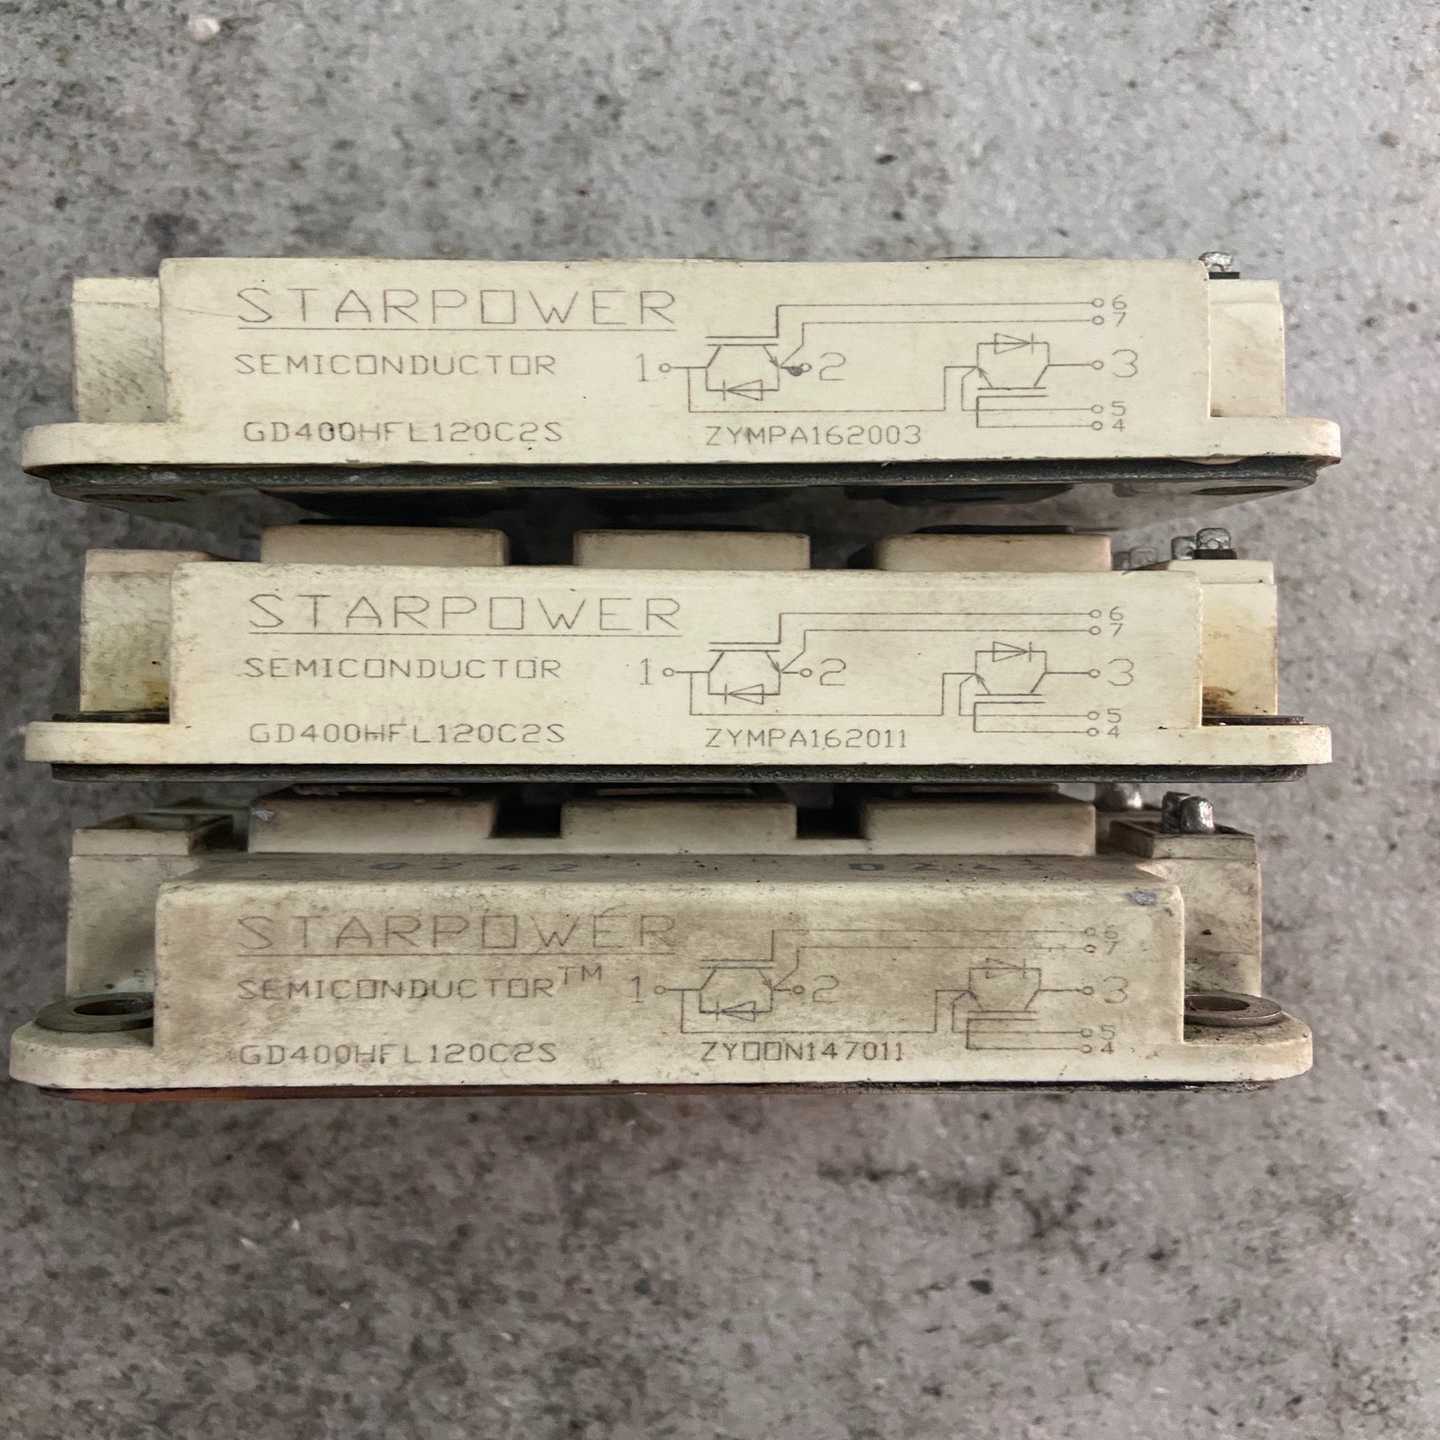 STARPOWER
SEMICONDUCTOR
GD400HFL120C2S
1
2
6
7
3
5
4
ZYMPA162003
STARPOWER
SEMICONDUCTOR
GD400HFL120C2S
1
2
6
7
3
5
4
ZYMPA162011
STARPOWER
SEMICONDUCTOR™
GD400HFL120C2S
1
2
6
7
3
5
4
ZY00N147011